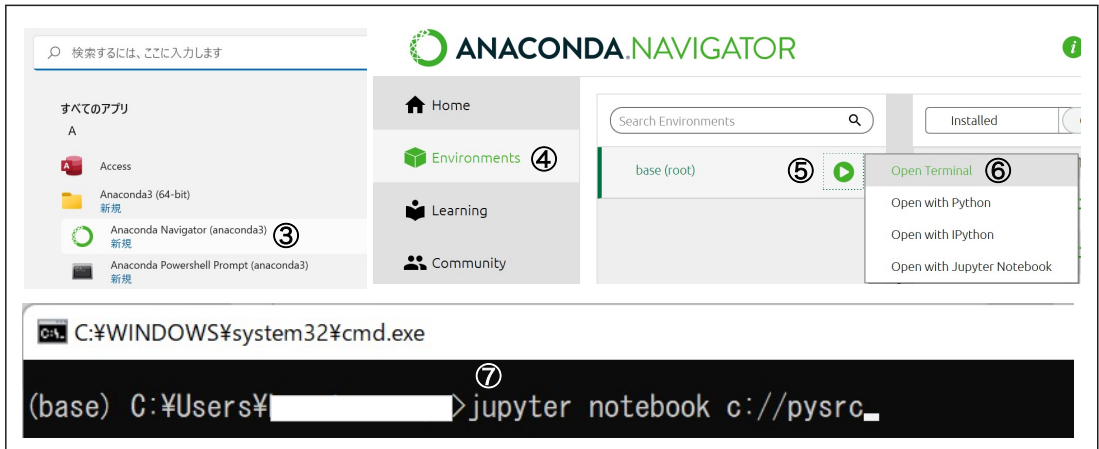 検索するには、ここに入力します
すべてのアプリ
A
Access
Anaconda3 (64-bit)
新規
Anaconda Navigator (anaconda3) ③
新規
Anaconda Powershell Prompt (anaconda3)
新規
ANACONDA.NAVIGATOR
i
Home
Environments ④
Learning
Community
Search Environments
base (root) ⑤
Installed
Open Terminal ⑥
Open with Python
Open with IPython
Open with Jupyter Notebook
C:¥WINDOWS¥system32¥cmd.exe
⑦
(base) C:¥Users¥ >jupyter notebook c://pysrc_